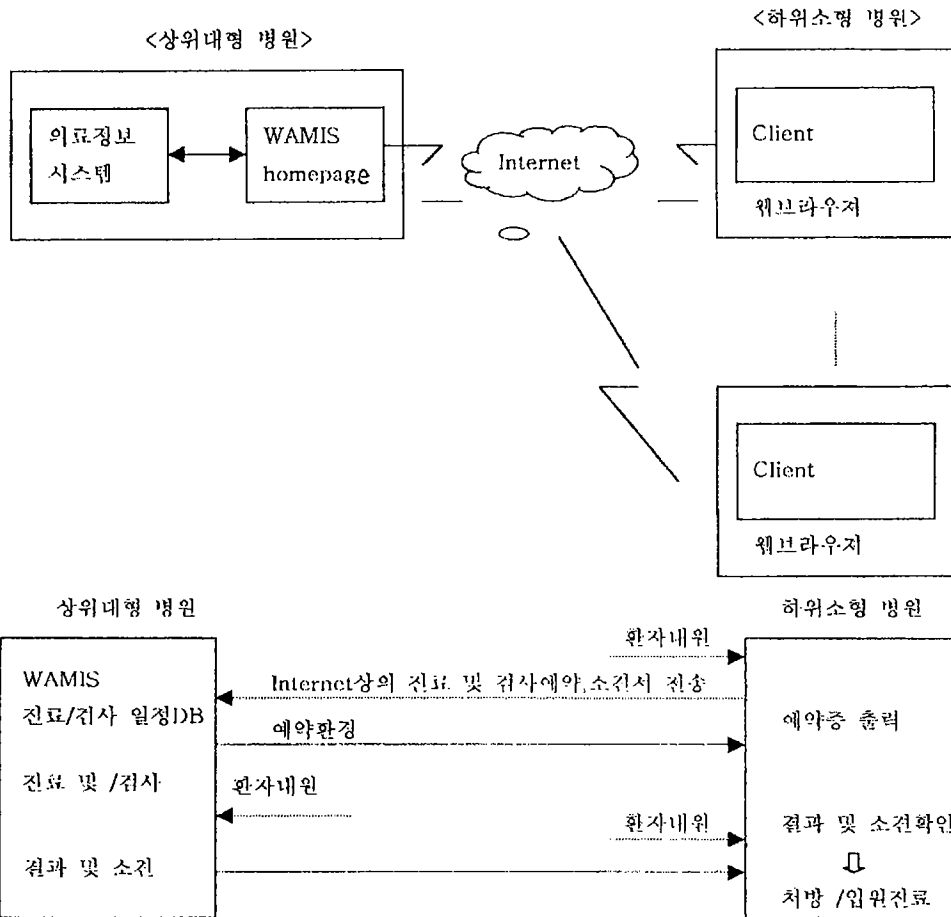 <상위대형 병원>
<하위소형 병원>
의료정보
시스템
WAMIS
homepage
Internet
Client
웹브라우저
Client
웹브라우저
상위대형 병원
하위소형 병원
환자내원
WAMIS
Internet상의 진료 및 검사예약,소견서 전송
진료/검사 일정DB
예약증 출력
예약환경
진료 및 /검사
환자내원
환자내원
결과 및 소견확인
결과 및 소견
⇩
처방 /입원진료